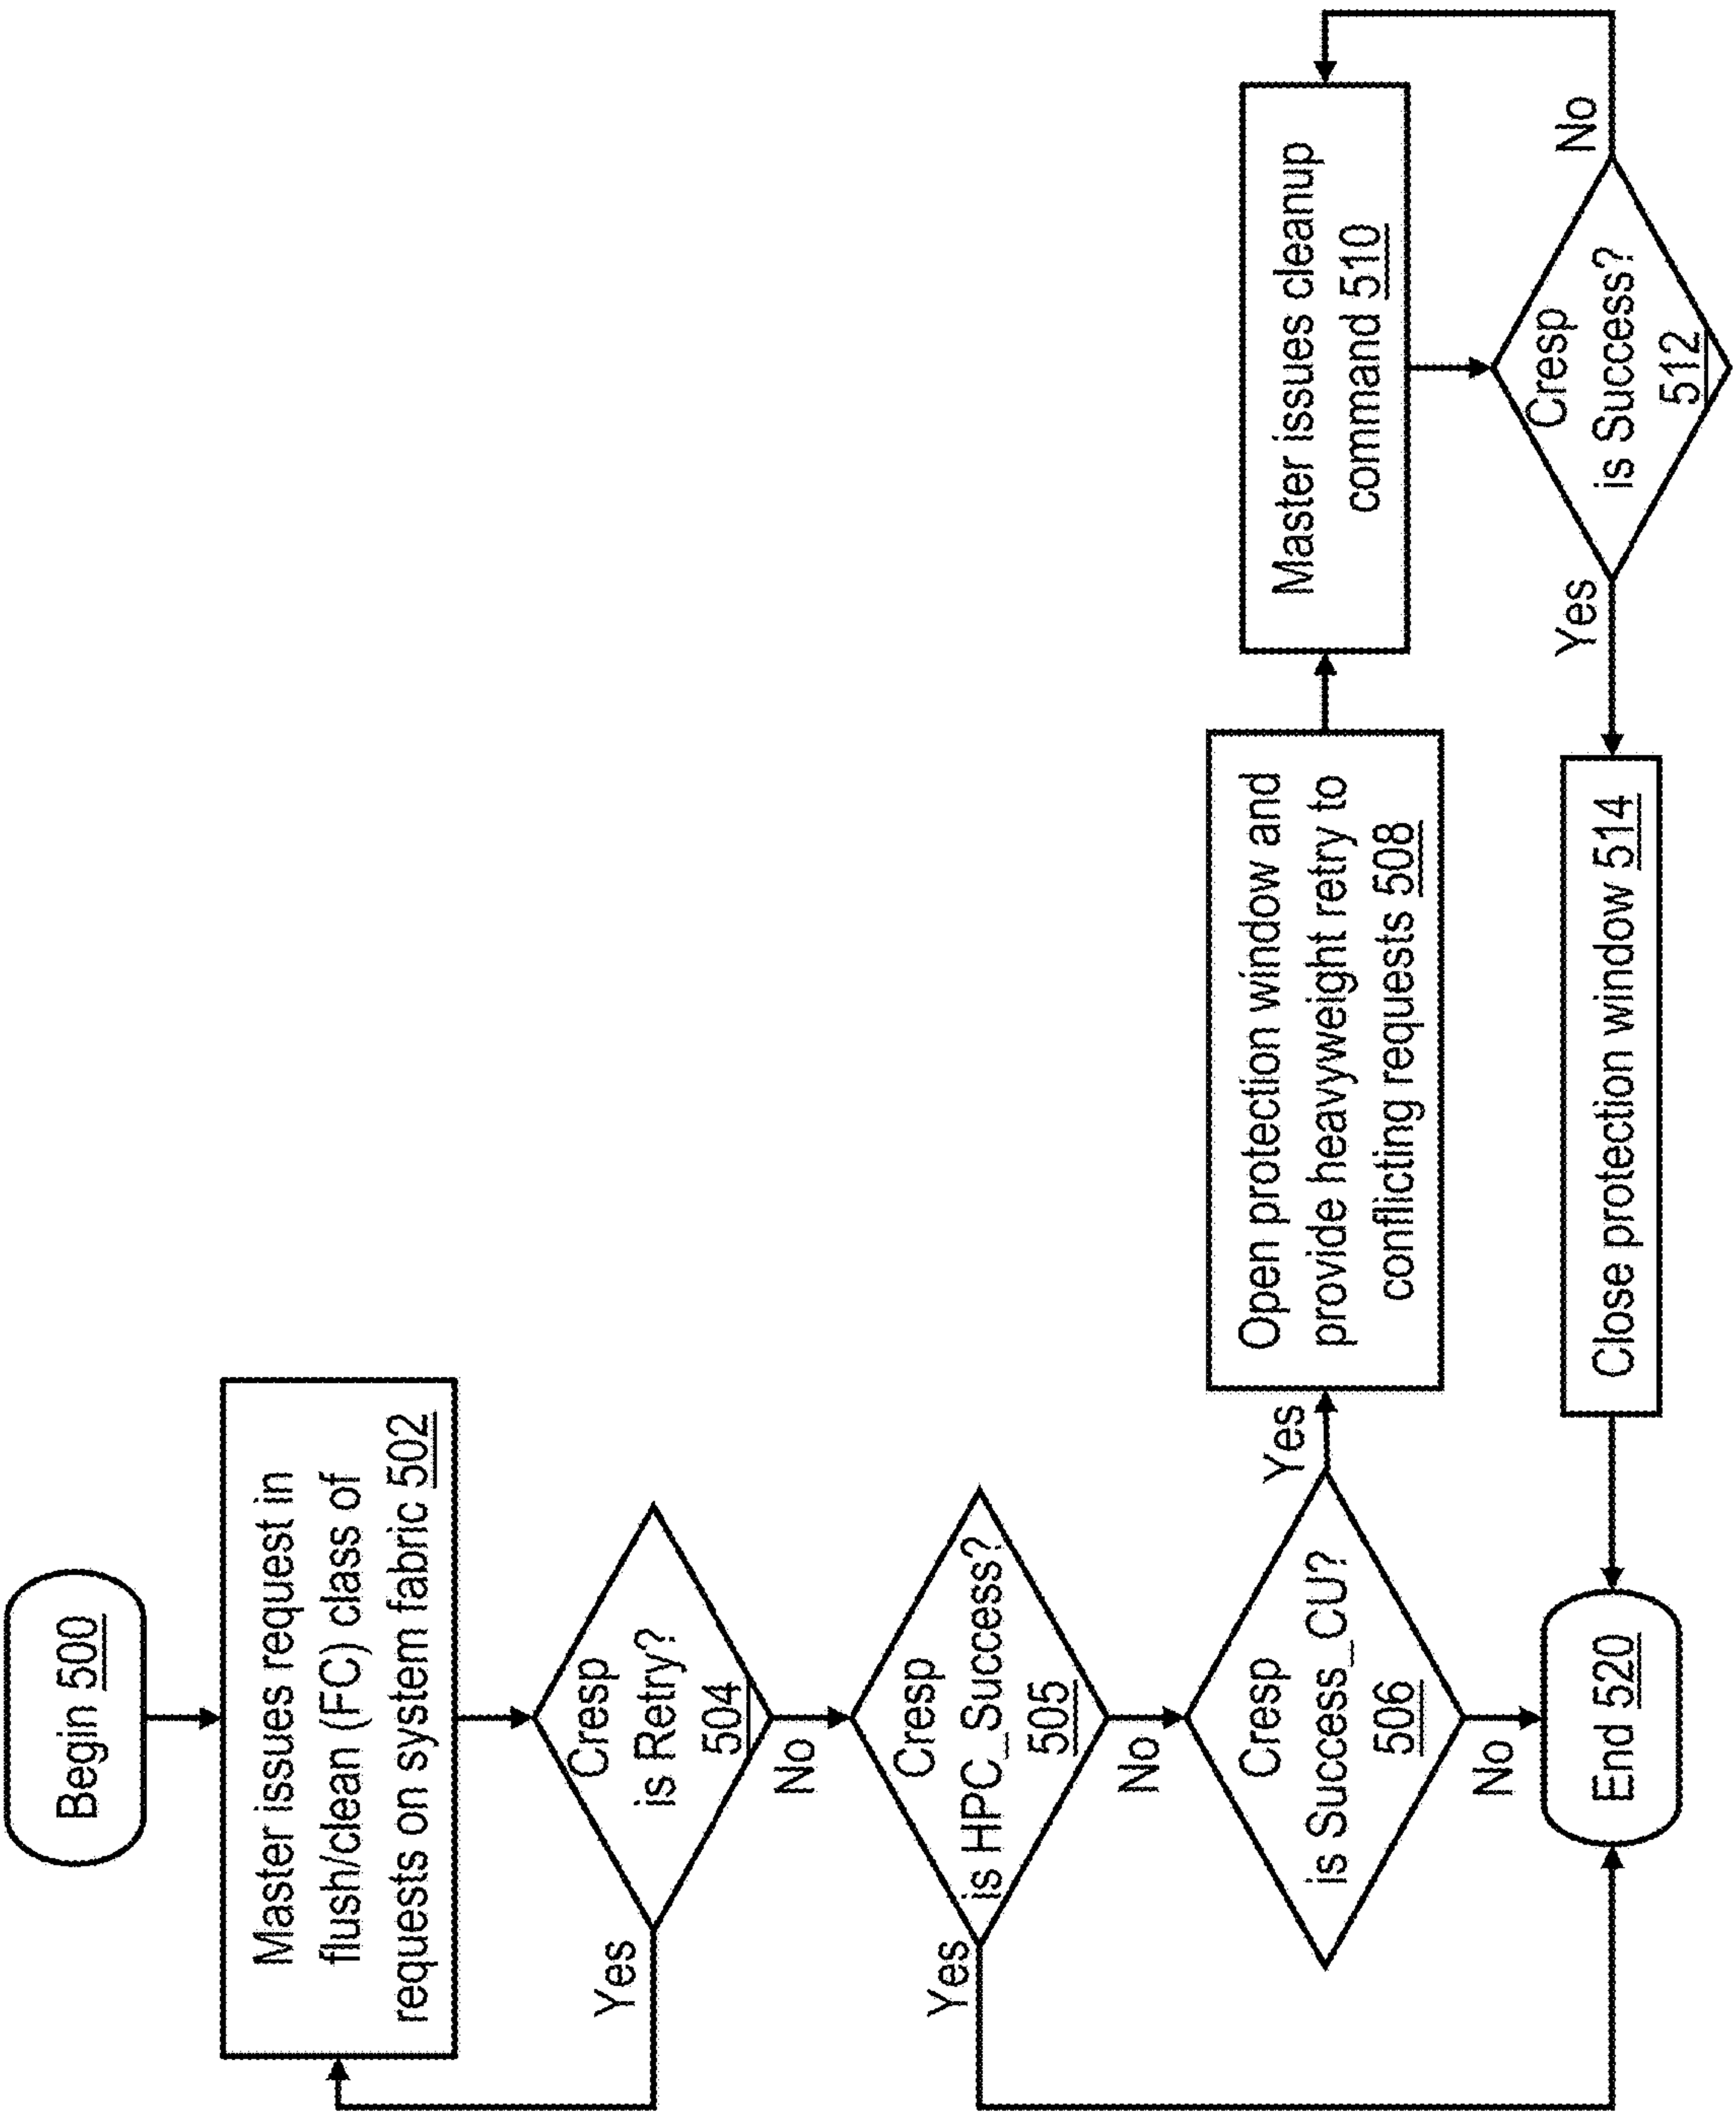 Begin 500
Master issues request in
flush/clean (FC) class of
requests on system fabric 502
Cresp
is Retry?
504
Yes
No
Cresp
is HPC_Success?
505
Yes
No
Cresp
is Success_CU?
506
Yes
No
Open protection window and
provide heavyweight retry to
conflicting requests 508
Master issues cleanup
command 510
Cresp
is Success?
512
No
Yes
Close protection window 514
End 520